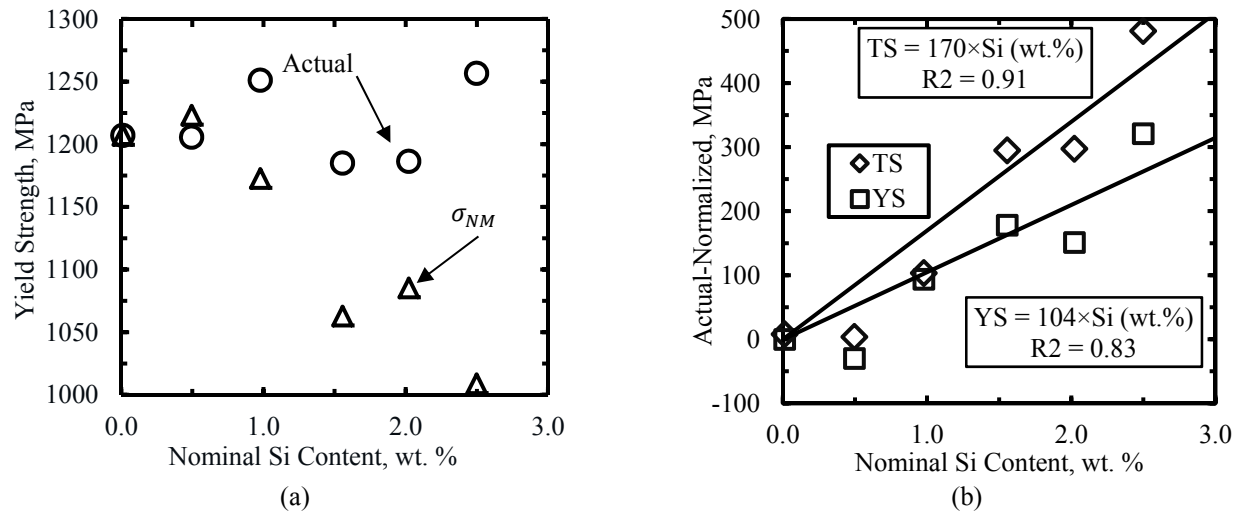 1300
1250
1200
1150
1100
1050
1000
Yield Strength, MPa
Actual
σNM
0.0 1.0 2.0 3.0
Nominal Si Content, wt. %
(a)
500
400
300
200
100
0
-100
Actual-Normalized, MPa
TS = 170×Si (wt.%)
R2 = 0.91
TS
YS
YS = 104×Si (wt.%)
R2 = 0.83
0.0 1.0 2.0 3.0
Nominal Si Content, wt. %
(b)